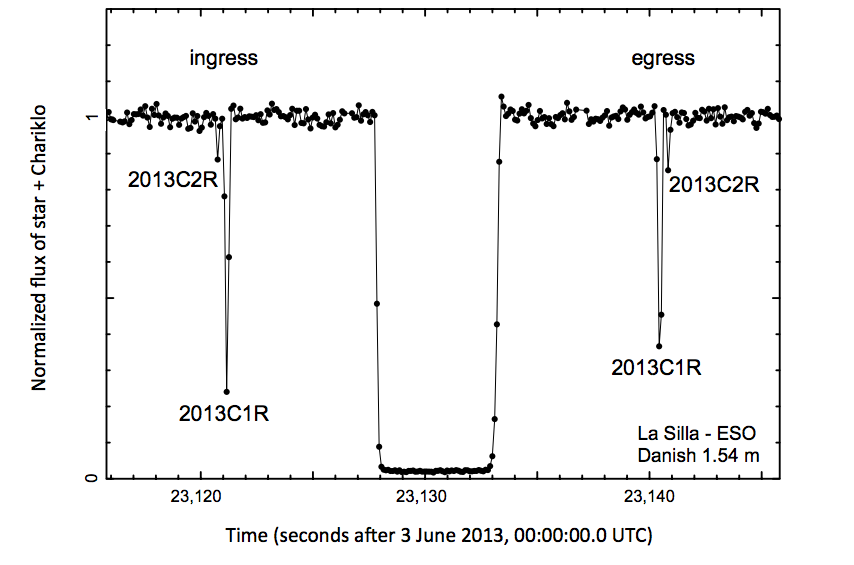 ingress
egress
1
2013C2R
2013C2R
2013C1R
2013C1R
La Silla - ESO
Danish 1.54 m
0
23,120
23,130
23,140
Time (seconds after 3 June 2013, 00:00:00.0 UTC)
Normalized flux of star + Chariklo